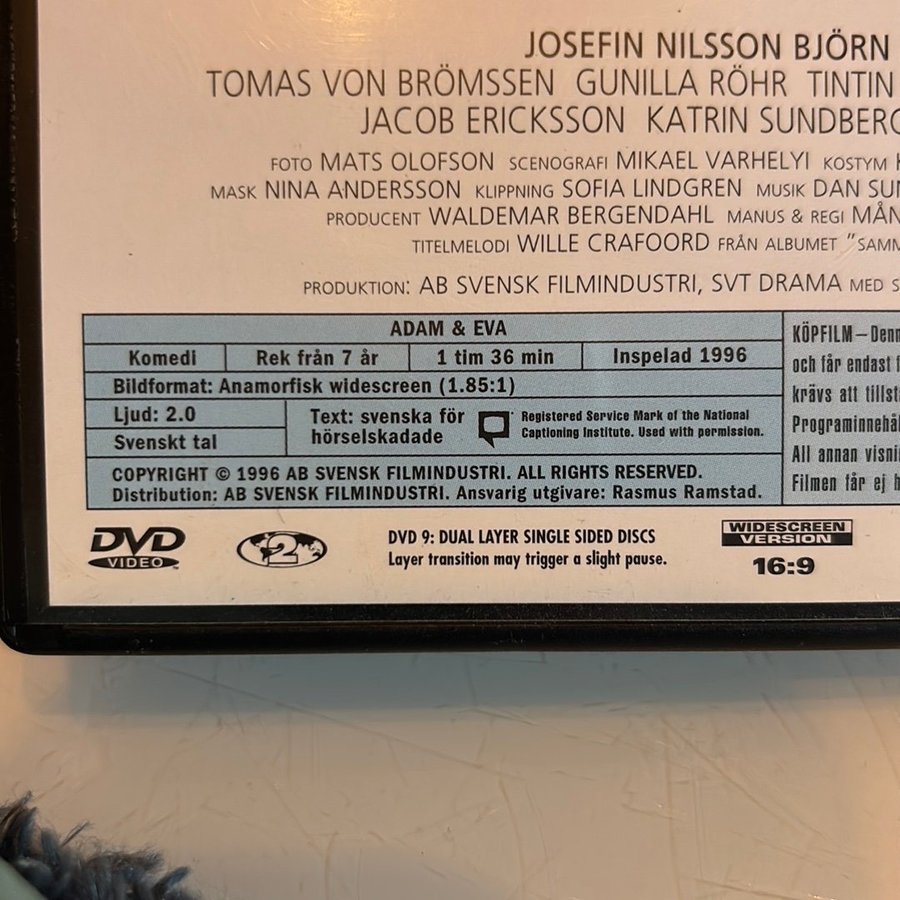 JOSEFIN NILSSON BJÖRN
TOMAS VON BRÖMSSEN GUNILLA RÖHR TINTIN
JACOB ERICKSSON KATRIN SUNDBERG
FOTO MATS OLOFSON SCENOGRAFI MIKAEL VARHELYI KOSTYM
MASK NINA ANDERSSON KLIPPNING SOFIA LINDGREN MUSIK DAN
PRODUCENT WALDEMAR BERGENDAHL MANUS & REGI
TITELMELODI WILLE CRAFOORD FRÅN ALBUMET
PRODUKTION: AB SVENSK FILMINDUSTRI, SVT DRAMA MED
ADAM & EVA
Komedi Rek från 7 år 1 tim 36 min Inspelad 1996
Bildformat: Anamorfisk widescreen (1.85:1)
Ljud: 2.0
Svenskt tal
Text: svenska för
hörselskadade
Registered Service Mark of the National
Captioning Institute. Used with permission.
COPYRIGHT © 1996 AB SVENSK FILMINDUSTRI. ALL RIGHTS RESERVED.
Distribution: AB SVENSK FILMINDUSTRI. Ansvarig utgivare: Rasmus Ramstad.
KÖPFILM–
och får endast
krävs att
All annan
Filmen får ej
DVD
VIDEO™
2
DVD 9: DUAL LAYER SINGLE SIDED DISCS
Layer transition may trigger a slight pause.
WIDESCREEN
VERSION
16:9